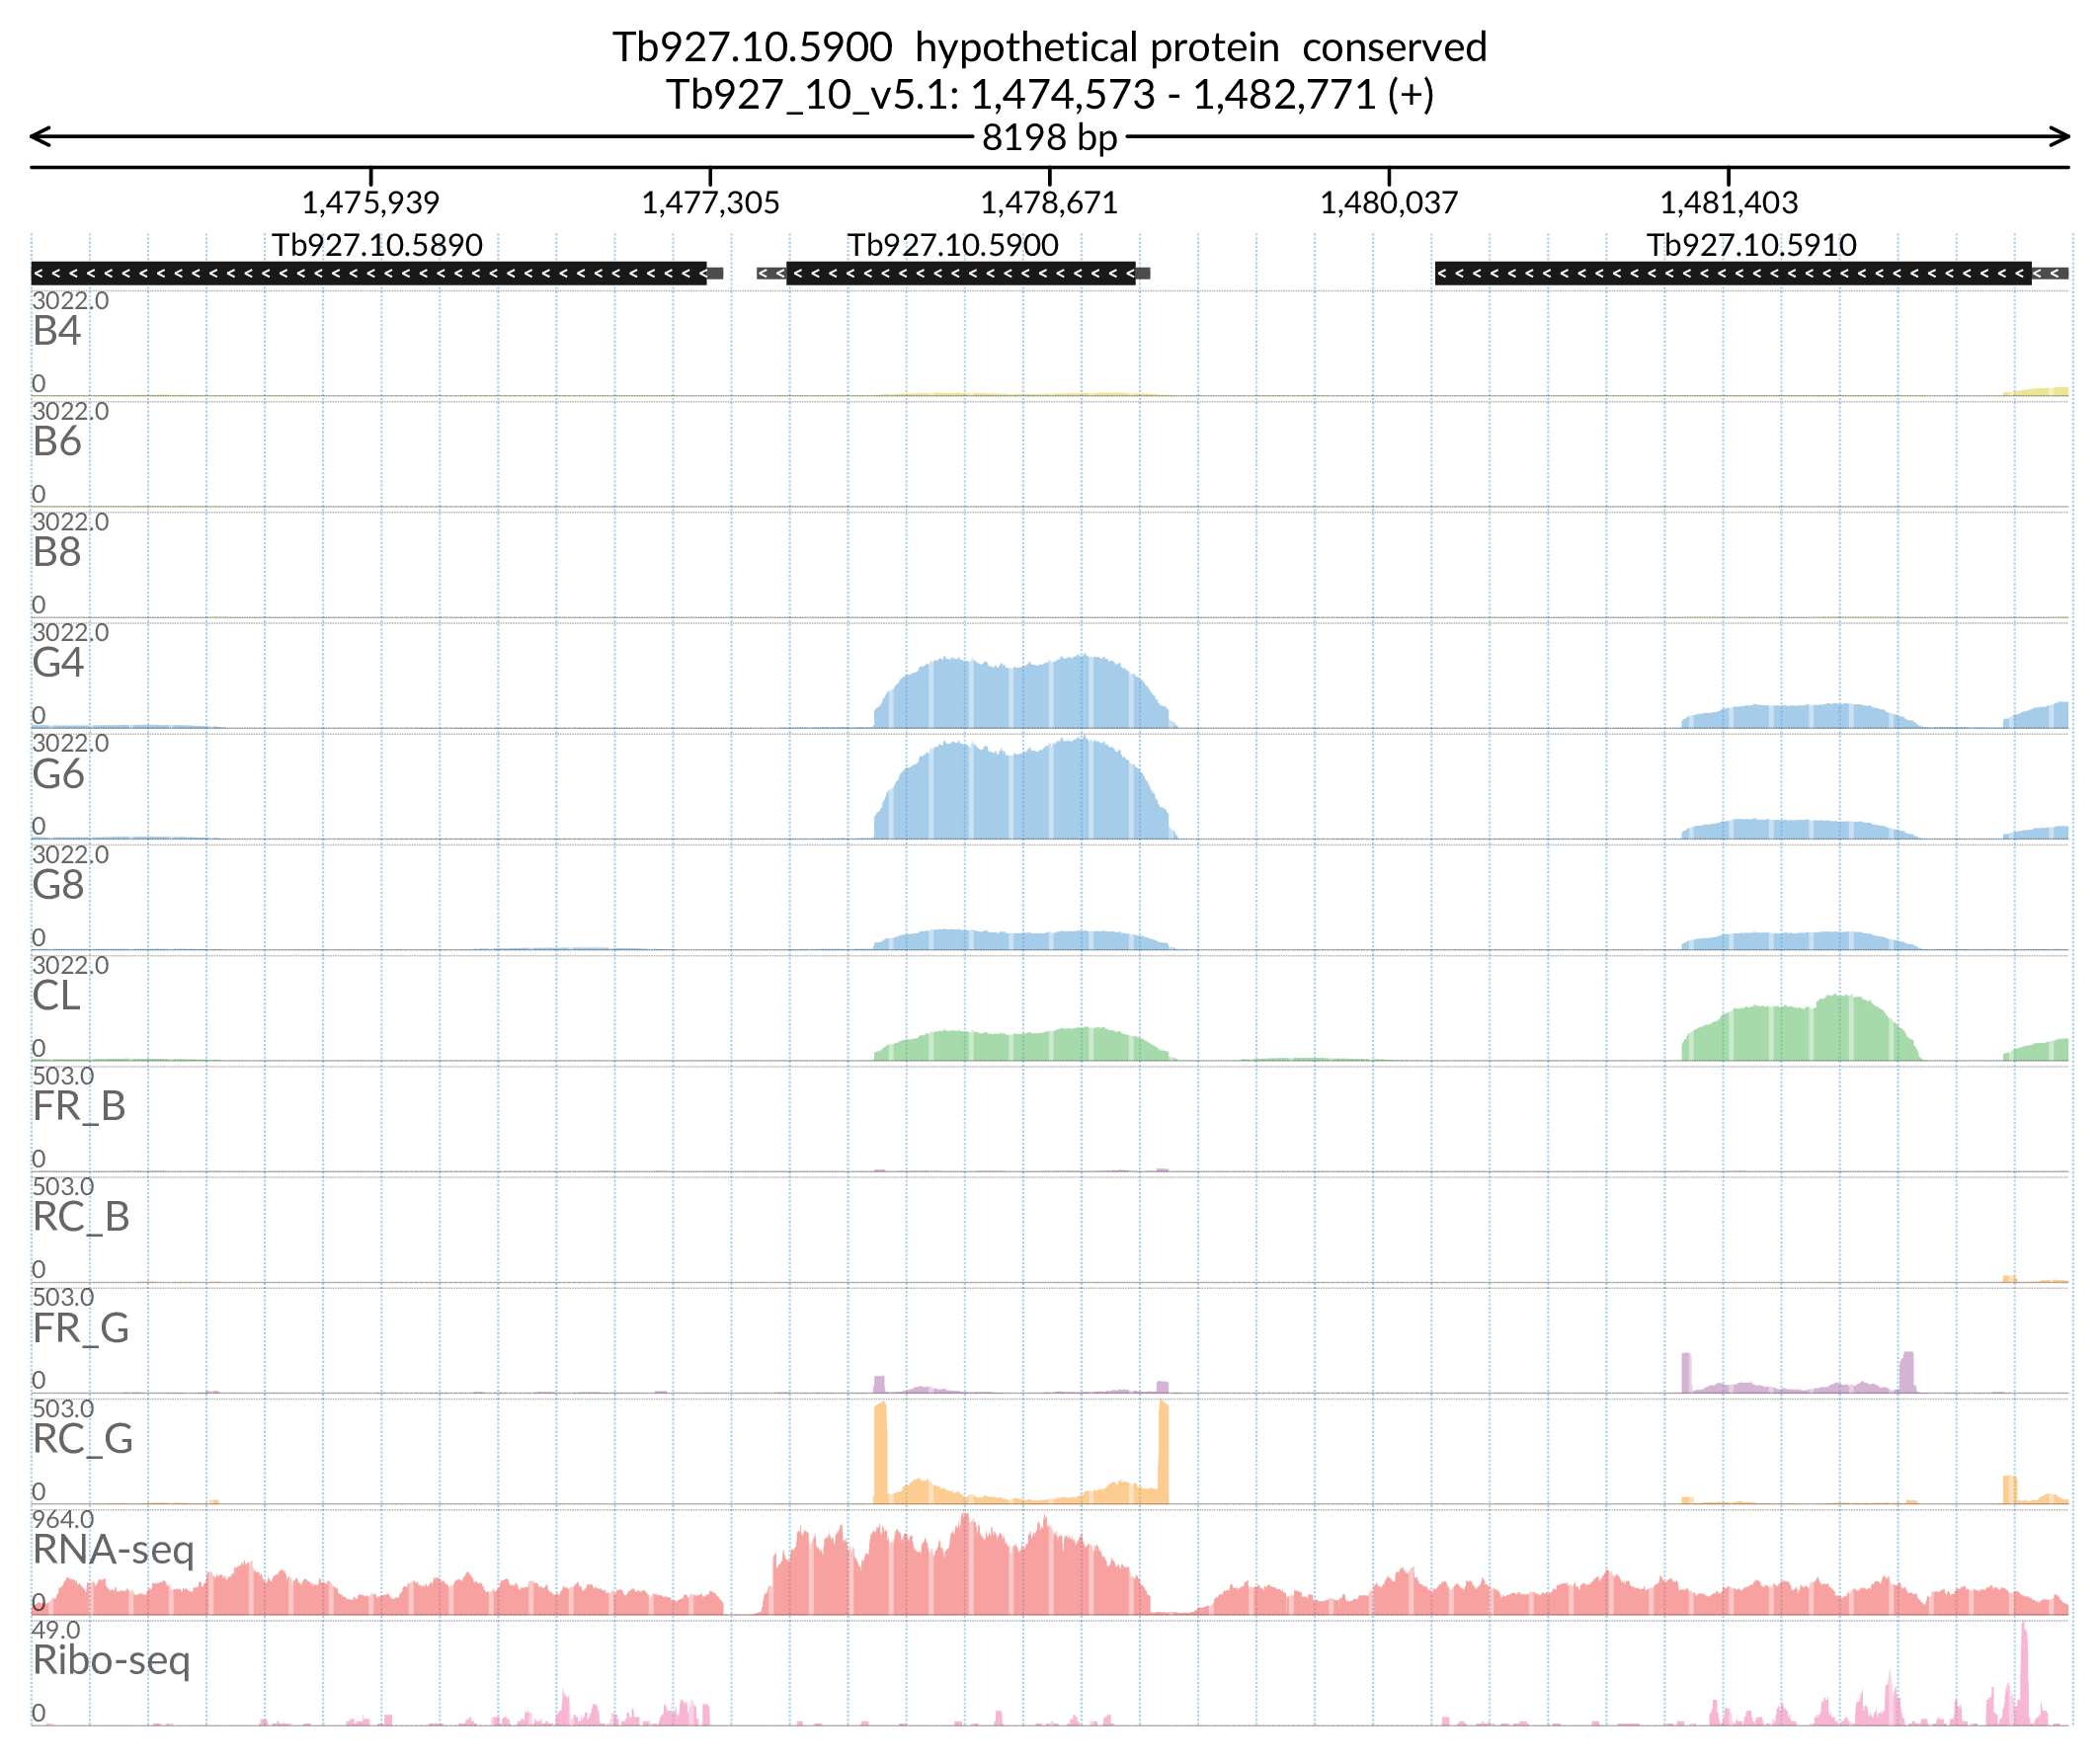 Tb927.10.5900  hypothetical protein  conserved
Tb927_10_v5.1: 1,474,573 - 1,482,771 (+)
8198 bp
1,475,939 1,477,305 1,478,671 1,480,037 1,481,403
Tb927.10.5890 Tb927.10.5900 Tb927.10.5910
3022.0
B4
0
3022.0
B6
0
3022.0
B8
0
3022.0
G4
0
3022.0
G6
0
3022.0
G8
0
3022.0
CL
0
503.0
FR_B
0
503.0
RC_B
0
503.0
FR_G
0
503.0
RC_G
0
964.0
RNA-seq
0
49.0
Ribo-seq
0